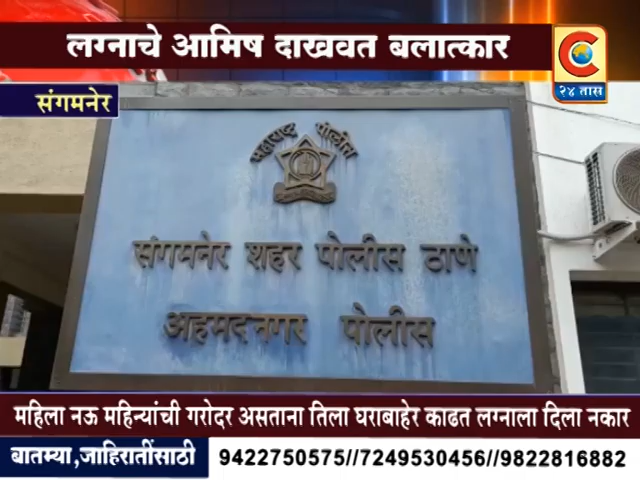 लग्नाचे आमिष दाखवत बलात्कार
C
२४ तास
संगमनेर
महाराष्ट्र पोलीस
संगमनेर शहर पोलीस ठाणे
अहमदनगर पोलीस
महिला नऊ महिन्यांची गरोदर असताना तिला घराबाहेर काढत लग्नाला दिला नकार
बातम्या,जाहिरातींसाठी 9422750575//7249530456//9822816882